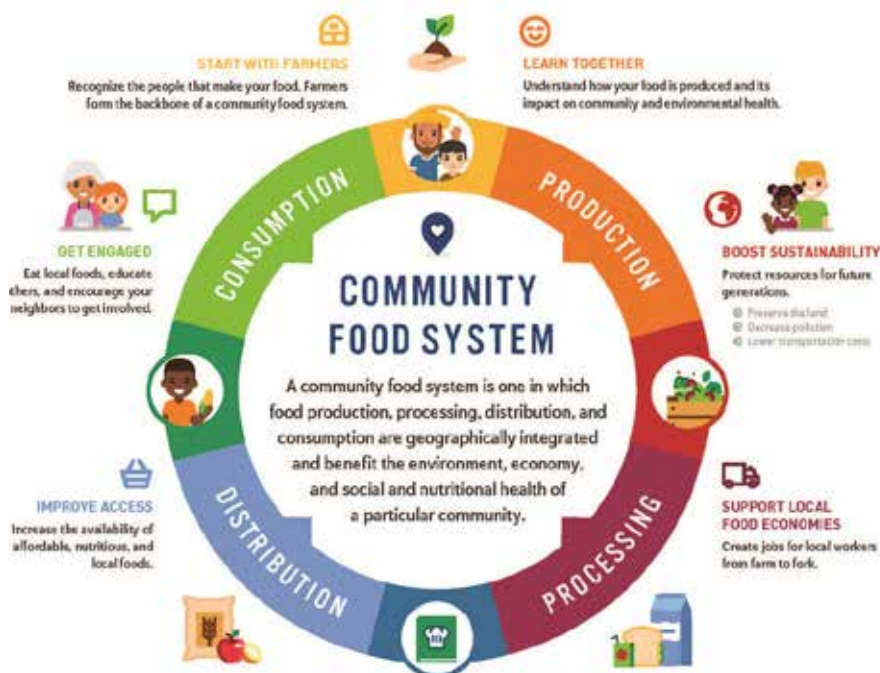 START WITH FARMERS
Recognize the people that make your food. Farmers
form the backbone of a community food system.
LEARN TOGETHER
Understand how your food is produced and its
impact on community and environmental health.
CONSUMPTION
PRODUCTION
GET ENGAGED
Eat local foods, educate
thers, and encourage your
neighbors to get involved.
BOOST SUSTAINABILITY
Protect resources for future
generations.
Preserve the land
Decrease pollution
Lower transportation costs
COMMUNITY
FOOD SYSTEM
A community food system is one in which
food production, processing, distribution, and
consumption are geographically integrated
and benefit the environment, economy,
and social and nutritional health of
a particular community.
IMPROVE ACCESS
Increase the availability of
affordable, nutritious, and
local foods.
SUPPORT LOCAL
FOOD ECONOMIES
Create jobs for local workers
from farm to fork.
DISTRIBUTION
PROCESSING